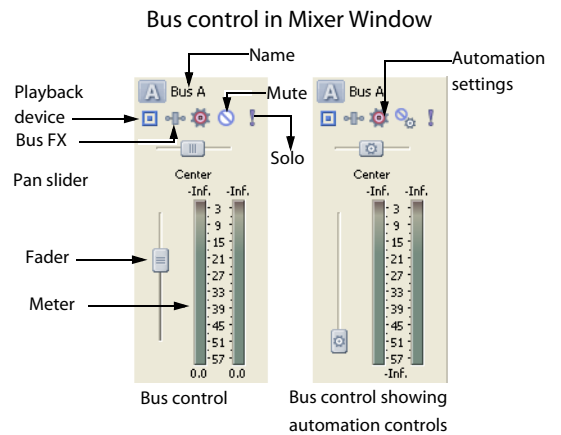 Bus control in Mixer Window
Name
Automation
settings
Playback
device
Bus FX
Pan slider
Fader
Meter
Mute
Solo
A Bus A
Center
-Inf. -Inf.
- 3 -
- 9 -
- 15 -
- 21 -
- 27 -
- 33 -
- 39 -
- 45 -
- 51 -
- 57 -
0.0 0.0
A Bus A
Center
-Inf. -Inf.
- 3 -
- 9 -
- 15 -
- 21 -
- 27 -
- 33 -
- 39 -
- 45 -
- 51 -
- 57 -
-Inf.
Bus control
Bus control showing
automation controls